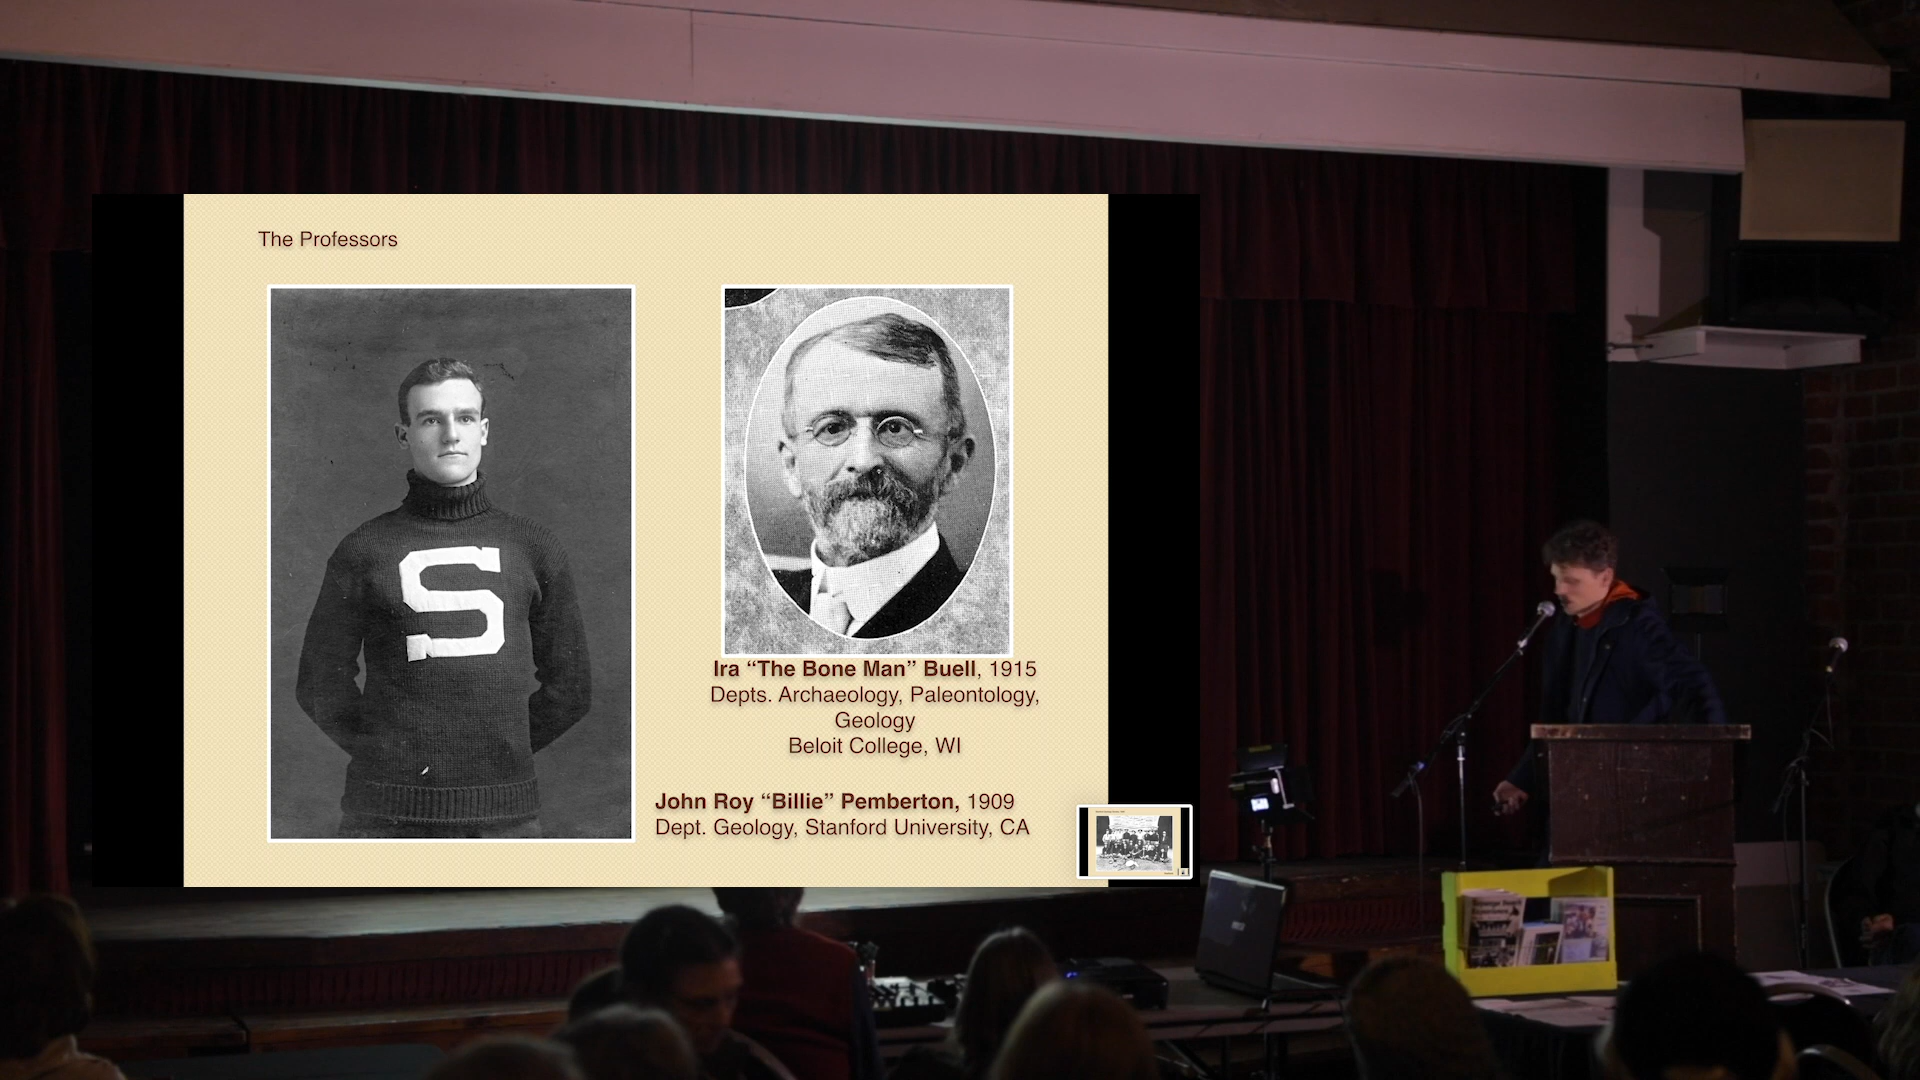 The Professors
S
Ira “The Bone Man” Buell, 1915
Depts. Archaeology, Paleontology,
Geology
Beloit College, WI
John Roy “Billie” Pemberton, 1909
Dept. Geology, Stanford University, CA